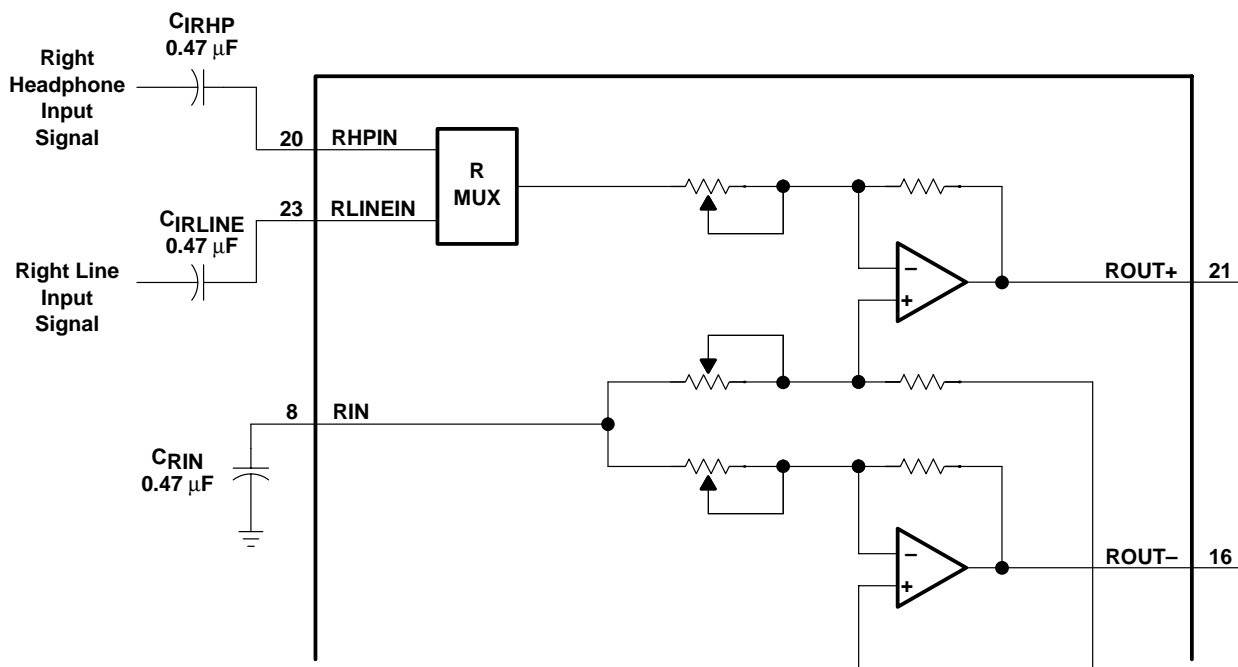 CIRHP
0.47 μF
Right
Headphone
Input
Signal
20
RHPIN
R
MUX
23
RLINEIN
CIRLINE
0.47 μF
Right Line
Input
Signal
−
+
ROUT+
21
8
RIN
CRIN
0.47 μF
−
+
ROUT–
16